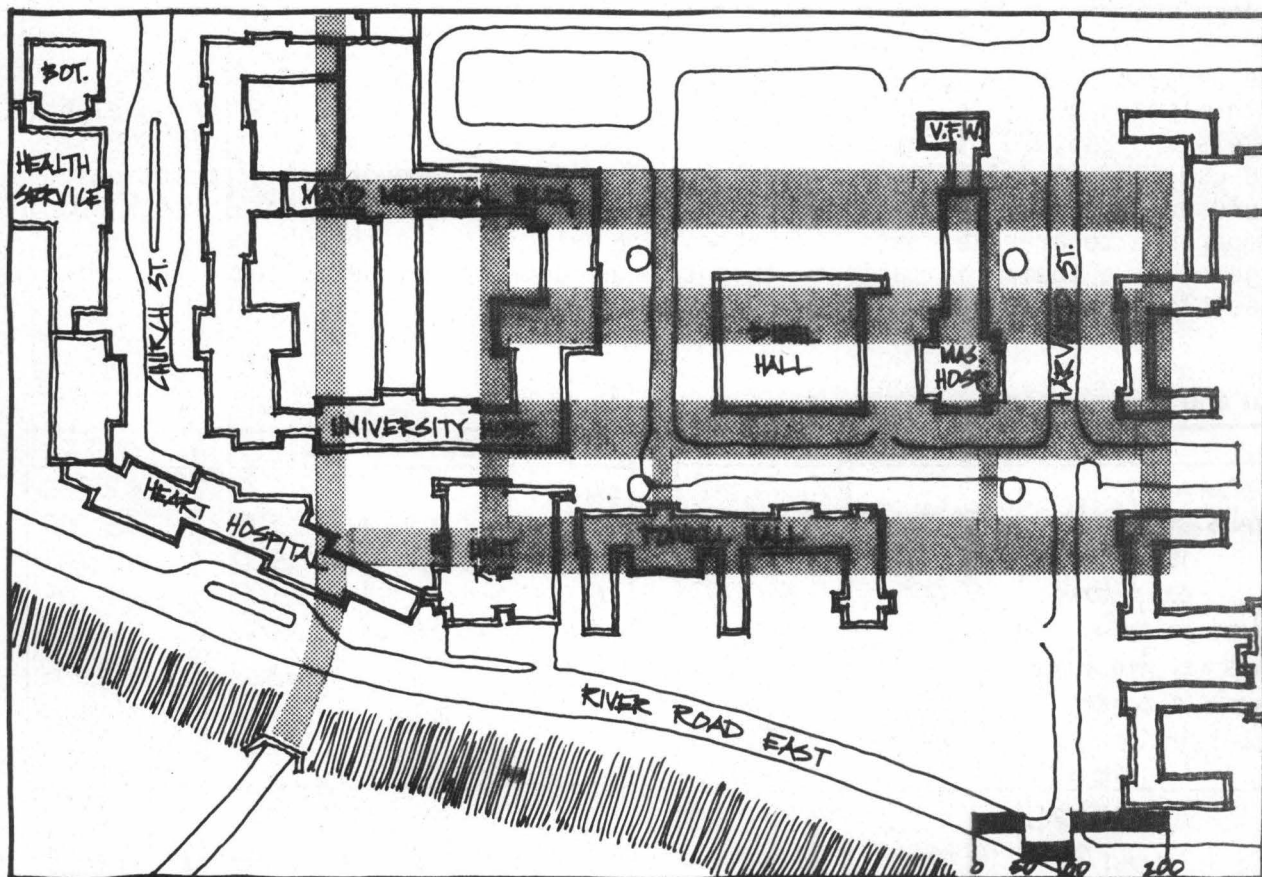 BOT.
HEALTH
SERVICE
CHURCH ST.
MAYO MEMORIAL BLDG.
V.F.W.
HARVARD ST.
HALL
MAS.
HOSP.
UNIVERSITY HOSP.
HEART HOSPITAL
UNIT
POWELL HALL
RIVER ROAD EAST
0 50 100 200